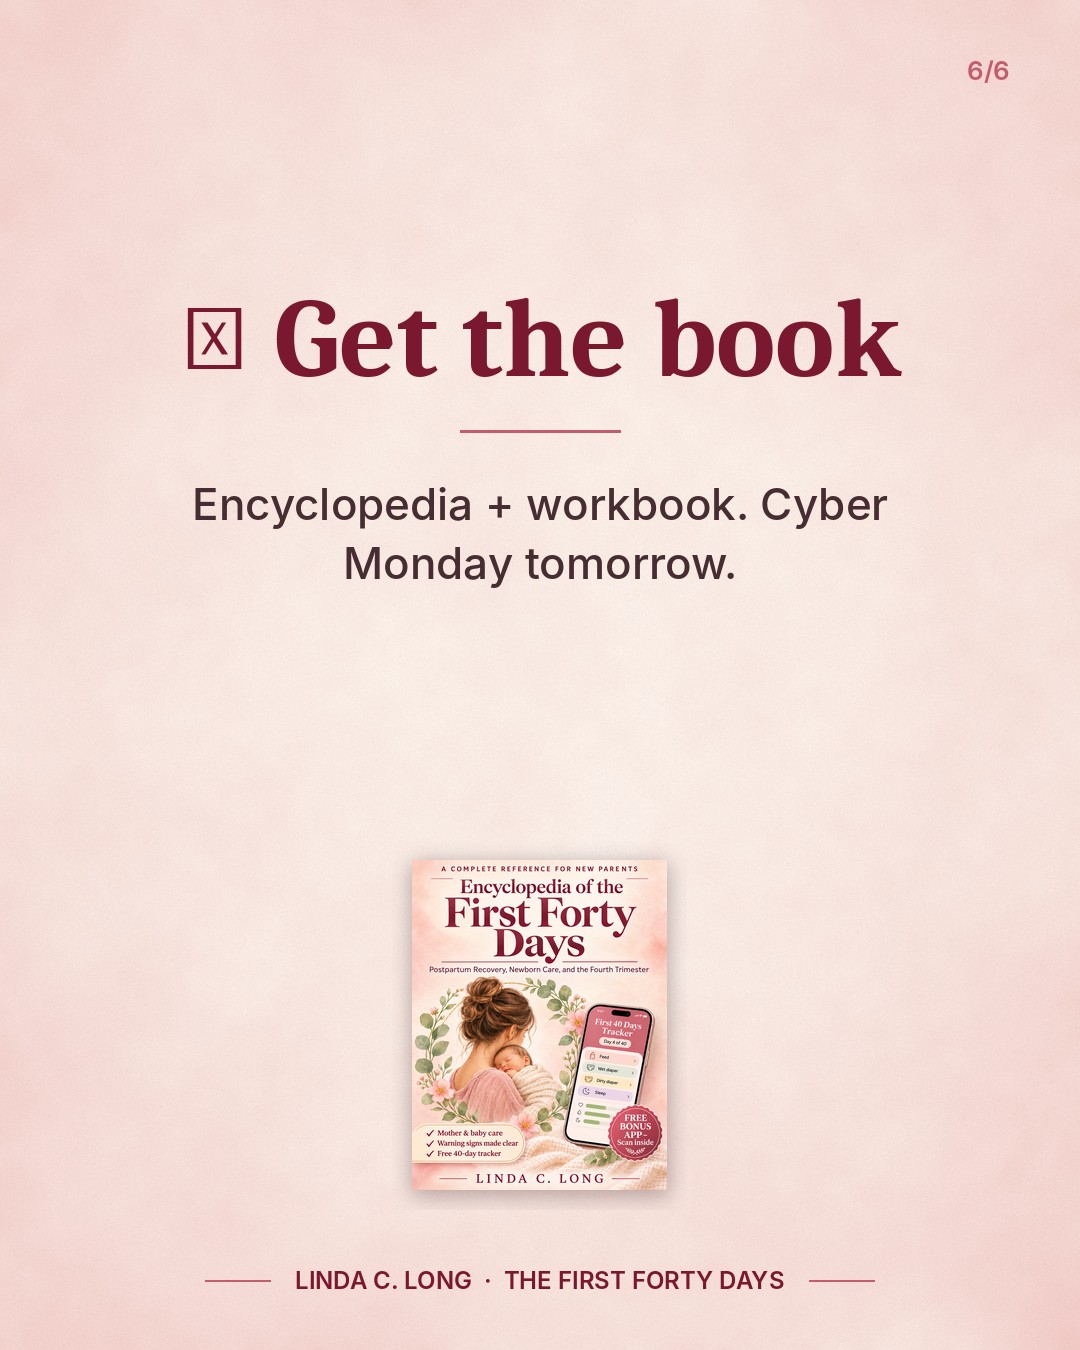 6/6
Get the book
Encyclopedia + workbook. Cyber
Monday tomorrow.
A COMPLETE REFERENCE FOR NEW PARENTS
Encyclopedia of the
First Forty
Days
Postpartum Recovery, Newborn Care, and the Fourth Trimester
First 40 Days
Tracker
Day 4 of 40
Feed
Wet diaper
Dirty diaper
Sleep
FREE
BONUS
APP –
Scan inside
✓ Mother & baby care
✓ Warning signs made clear
✓ Free 40-day tracker
LINDA C. LONG
LINDA C. LONG · THE FIRST FORTY DAYS